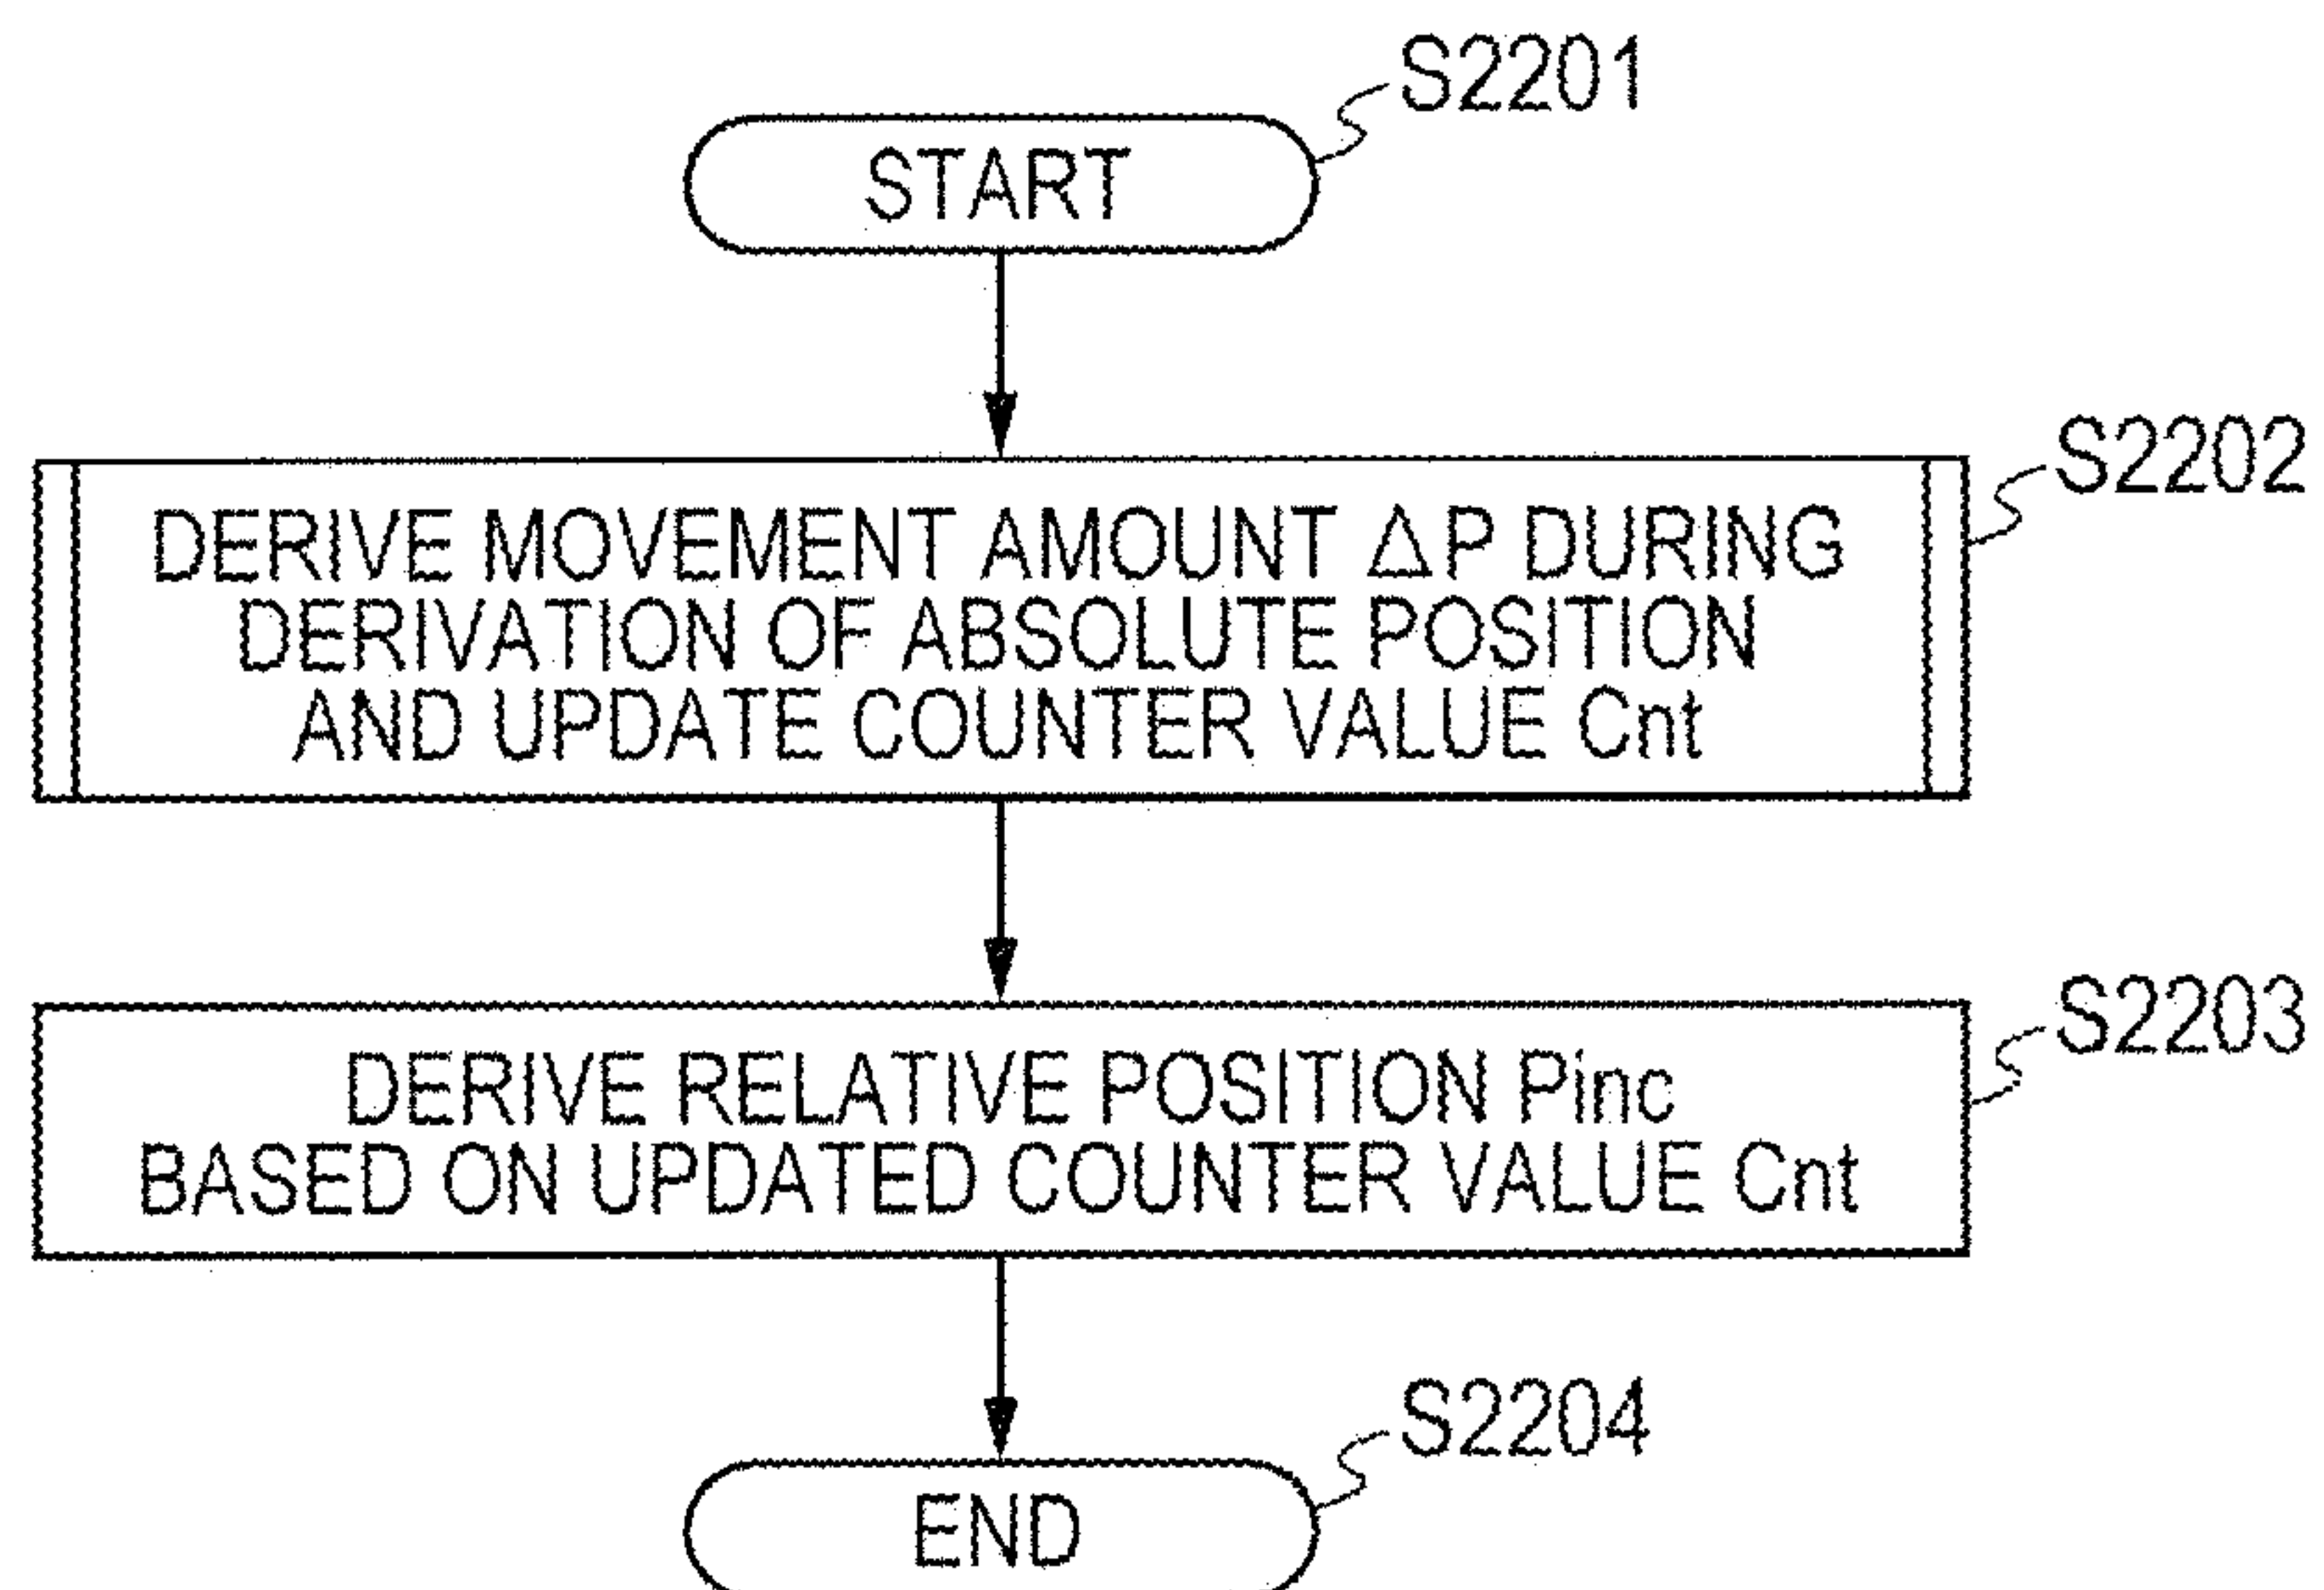 S2201
START
S2202
DERIVE MOVEMENT AMOUNT ΔP DURING
DERIVATION OF ABSOLUTE POSITION
AND UPDATE COUNTER VALUE Cnt
S2203
DERIVE RELATIVE POSITION Pinc
BASED ON UPDATED COUNTER VALUE Cnt
S2204
END